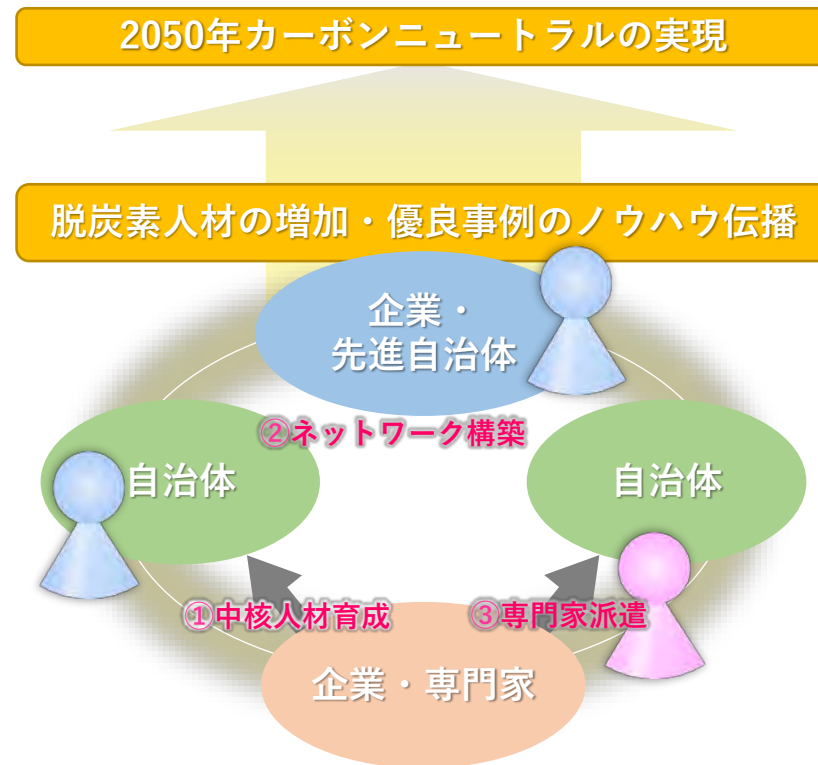 2050年カーボンニュートラルの実現
脱炭素人材の増加・優良事例のノウハウ伝播
企業・
先進自治体
②ネットワーク構築
自治体
自治体
①中核人材育成
③専門家派遣
企業・専門家